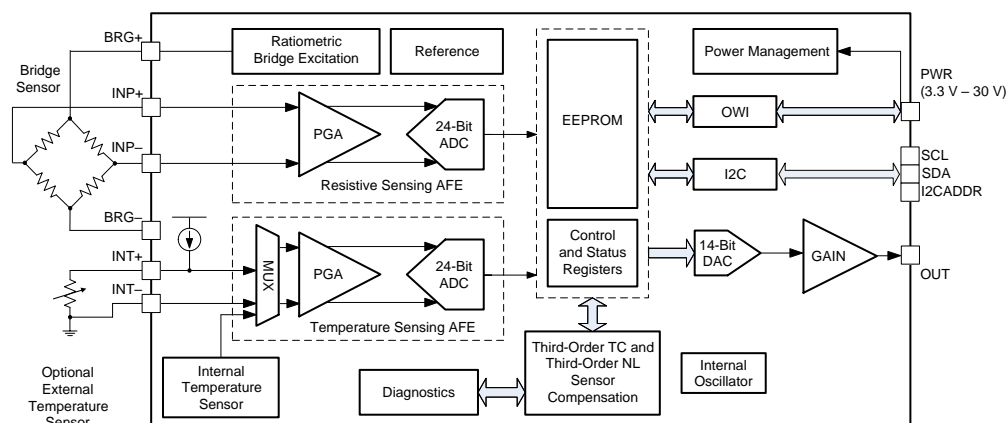 BRG+
Bridge
Sensor
INP+
INP–
BRG–
INT+
INT–
Optional
External
Temperature
Sensor
Ratiometric
Bridge Excitation
Reference
PGA
24-Bit
ADC
Resistive Sensing AFE
MUX
PGA
24-Bit
ADC
Temperature Sensing AFE
Internal
Temperature
Sensor
Diagnostics
EEPROM
Control
and Status
Registers
Third-Order TC and
Third-Order NL
Sensor
Compensation
Power Management
OWI
I2C
14-Bit
DAC
GAIN
Internal
Oscillator
PWR
(3.3 V – 30 V)
SCL
SDA
I2CADDR
OUT